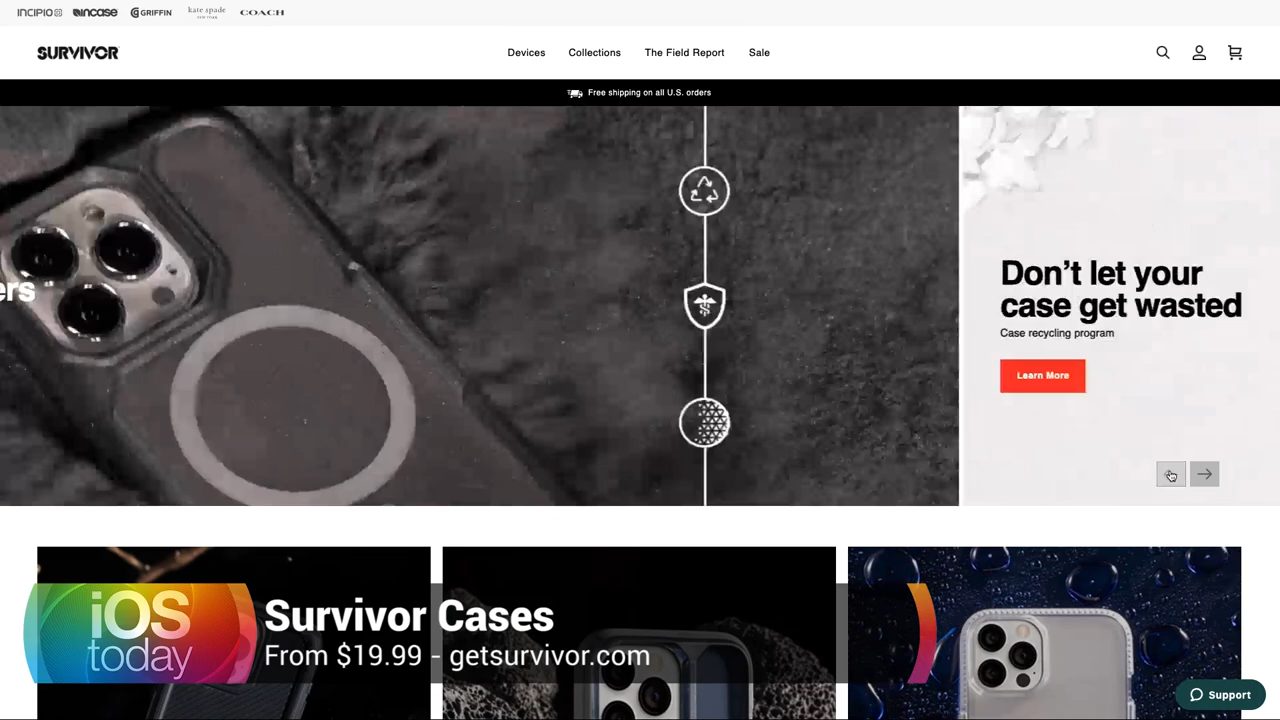 INCIPIO
incase
GRIFFIN
kate spade
NEW YORK
COACH
SURVIVOR
Devices
Collections
The Field Report
Sale
Free shipping on all U.S. orders
ers
Don't let your
case get wasted
Case recycling program
Learn More
iOS
today
Survivor Cases
From $19.99 - getsurvivor.com
Support